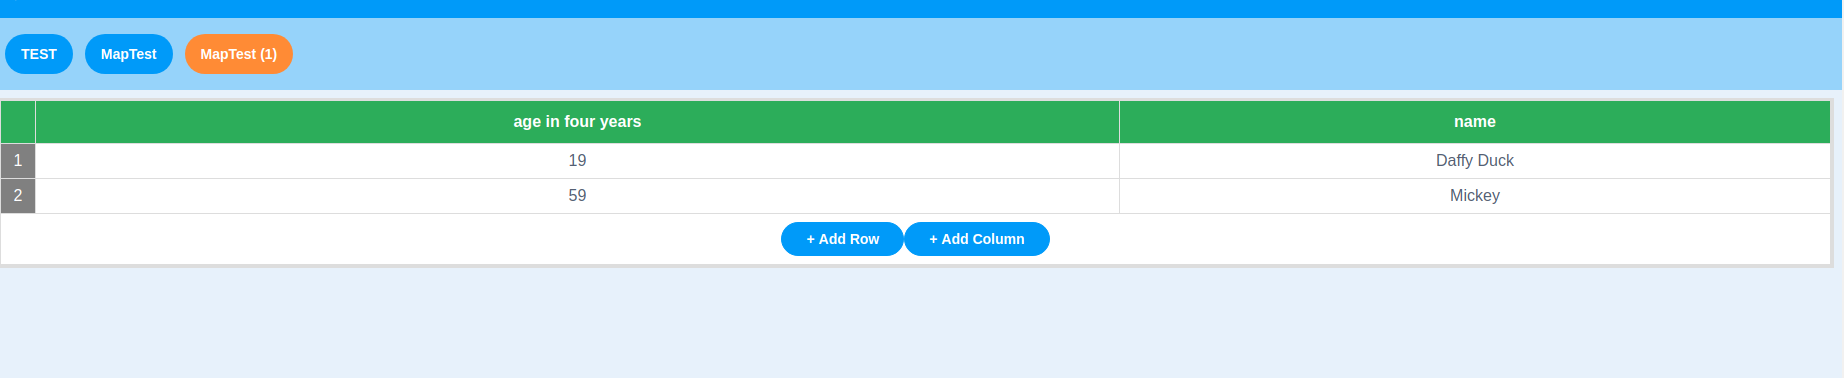 TEST MapTest MapTest (1)
age in four years name
1 19 Daffy Duck
2 59 Mickey
+ Add Row + Add Column